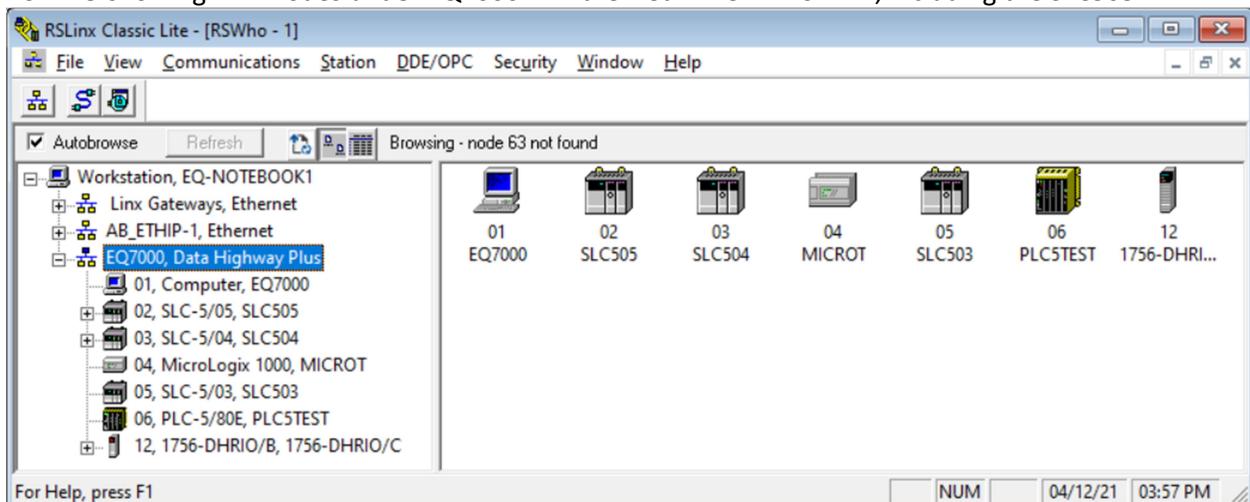 RSLinx Classic Lite - [RSWho - 1]
File View Communications Station DDE/OPC Security Window Help
Autobrowse Refresh Browsing - node 63 not found
Workstation, EQ-NOTEBOOK1
Linx Gateways, Ethernet
AB_ETHIP-1, Ethernet
EQ7000, Data Highway Plus
01, Computer, EQ7000
02, SLC-5/05, SLC505
03, SLC-5/04, SLC504
04, MicroLogix 1000, MICROT
05, SLC-5/03, SLC503
06, PLC-5/80E, PLC5TEST
12, 1756-DHRIO/B, 1756-DHRIO/C
01 02 03 04 05 06 12
EQ7000 SLC505 SLC504 MICROT SLC503 PLC5TEST 1756-DHRI...
For Help, press F1 NUM 04/12/21 03:57 PM